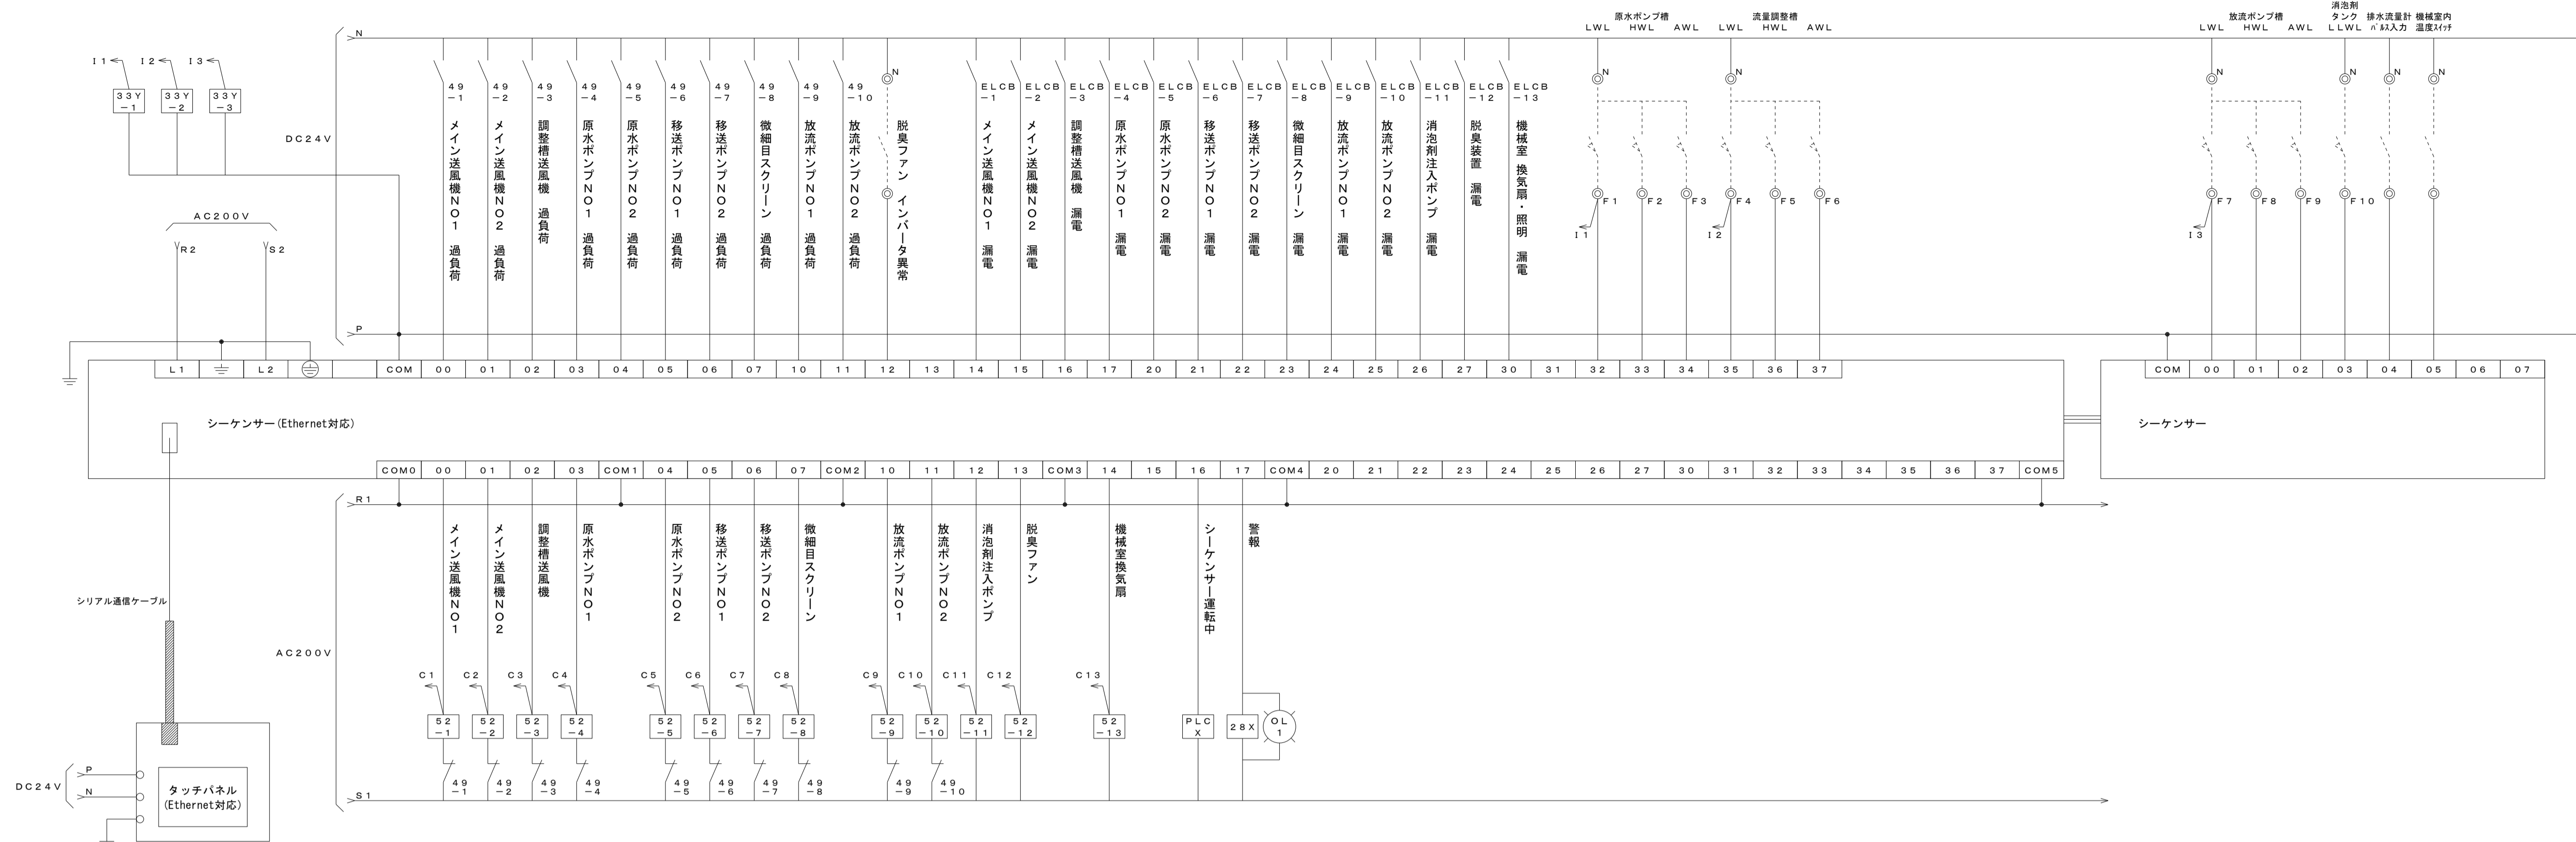 消泡剤
原水ポンプ槽 流量調整槽 放流ポンプ槽 タンク 排水流量計 機械室内
LWL HWL AWL LWL HWL AWL LWL HWL AWL LLWL パルス入力 温度スイッチ
N
I1 I2 I3
33Y-1 33Y-2 33Y-3
DC24V
N N N N N N N
49-1 49-2 49-3 49-4 49-5 49-6 49-7 49-8 49-9 49-10
ELCB-1 ELCB-2 ELCB-3 ELCB-4 ELCB-5 ELCB-6 ELCB-7 ELCB-8 ELCB-9 ELCB-10 ELCB-11 ELCB-12 ELCB-13
メイン送風機NO1 過負荷
メイン送風機NO2 過負荷
調整槽送風機 過負荷
原水ポンプNO1 過負荷
原水ポンプNO2 過負荷
移送ポンプNO1 過負荷
移送ポンプNO2 過負荷
微細目スクリーン 過負荷
放流ポンプNO1 過負荷
放流ポンプNO2 過負荷
脱臭ファン インバータ異常
メイン送風機NO1 漏電
メイン送風機NO2 漏電
調整槽送風機 漏電
原水ポンプNO1 漏電
原水ポンプNO2 漏電
移送ポンプNO1 漏電
移送ポンプNO2 漏電
微細目スクリーン 漏電
放流ポンプNO1 漏電
放流ポンプNO2 漏電
消泡剤注入ポンプ 漏電
脱臭装置 漏電
機械室 換気扇・照明 漏電
F1 F2 F3 F4 F5 F6 F7 F8 F9 F10
I1 I2 I3
AC200V
R2 S2
P
L1 L2 COM 00 01 02 03 04 05 06 07 10 11 12 13 14 15 16 17 20 21 22 23 24 25 26 27 30 31 32 33 34 35 36 37
COM 00 01 02 03 04 05 06 07
シーケンサー(Ethernet対応)
シーケンサー
COM0 00 01 02 03 COM1 04 05 06 07 COM2 10 11 12 13 COM3 14 15 16 17 COM4 20 21 22 23 24 25 26 27 30 31 32 33 34 35 36 37 COM5
R1
メイン送風機NO1
メイン送風機NO2
調整槽送風機
原水ポンプNO1
原水ポンプNO2
移送ポンプNO1
移送ポンプNO2
微細目スクリーン
放流ポンプNO1
放流ポンプNO2
消泡剤注入ポンプ
脱臭ファン
機械室換気扇
シーケンサー運転中
警報
シリアル通信ケーブル
AC200V
C1 C2 C3 C4 C5 C6 C7 C8 C9 C10 C11 C12 C13
52-1 52-2 52-3 52-4 52-5 52-6 52-7 52-8 52-9 52-10 52-11 52-12 52-13 PLCX 28X OL1
49-1 49-2 49-3 49-4 49-5 49-6 49-7 49-8 49-9 49-10
S1
DC24V
P
N
タッチパネル
(Ethernet対応)